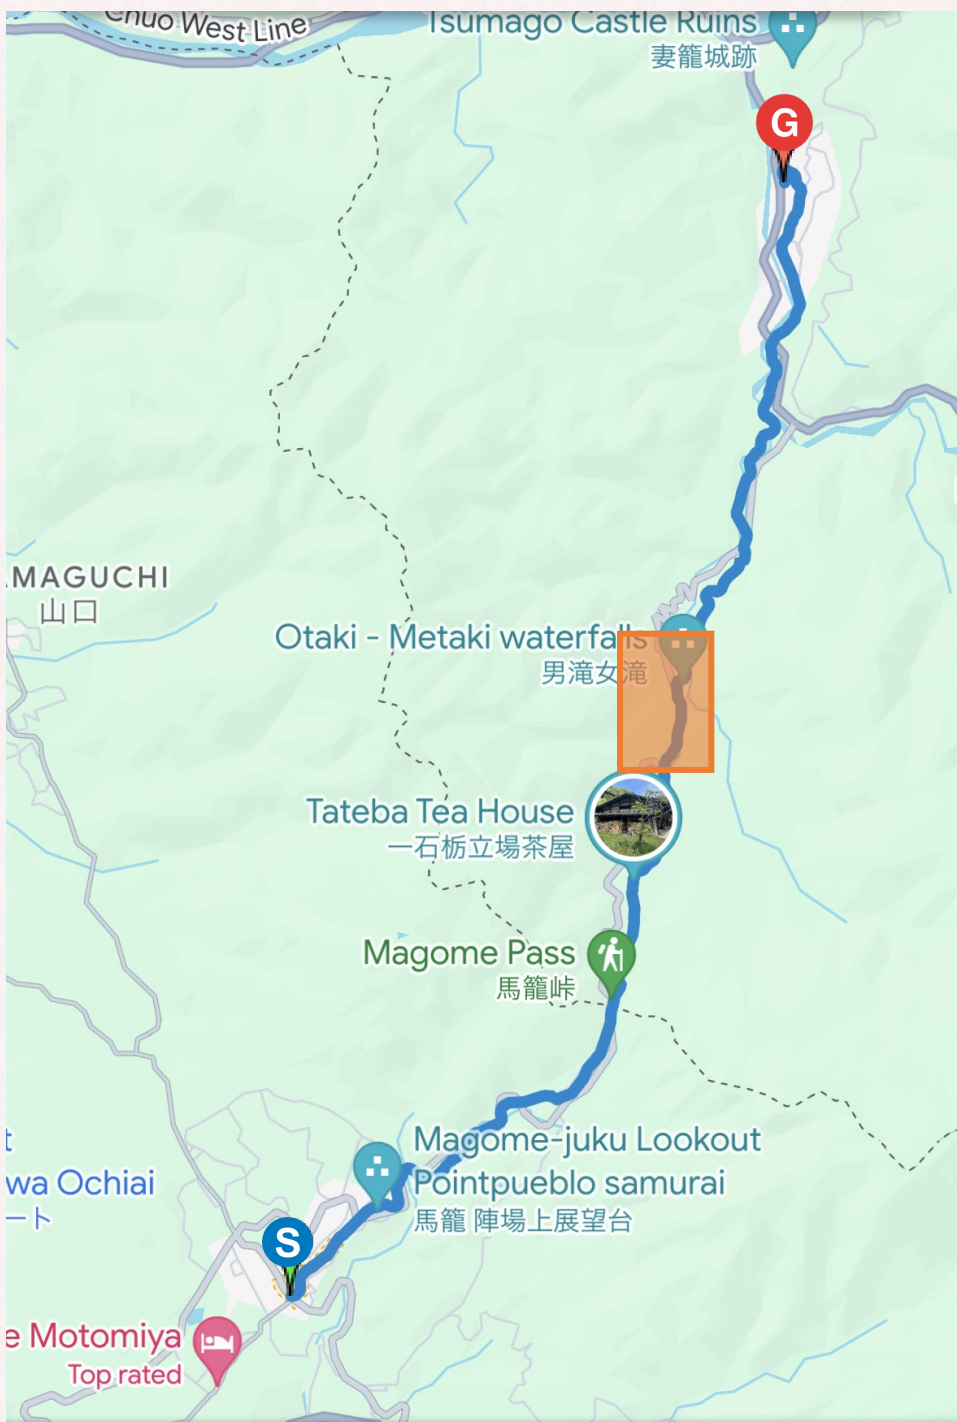 Chuo West Line
Tsumago Castle Ruins
妻籠城跡
G
AMAGUCHI
山口
Otaki - Metaki waterfalls
男滝女滝
Tateba Tea House
一石栃立場茶屋
Magome Pass
馬籠峠
Magome-juku Lookout
Pointpueblo samurai
馬籠 陣場上展望台
t
wa Ochiai
ート
S
e Motomiya
Top rated